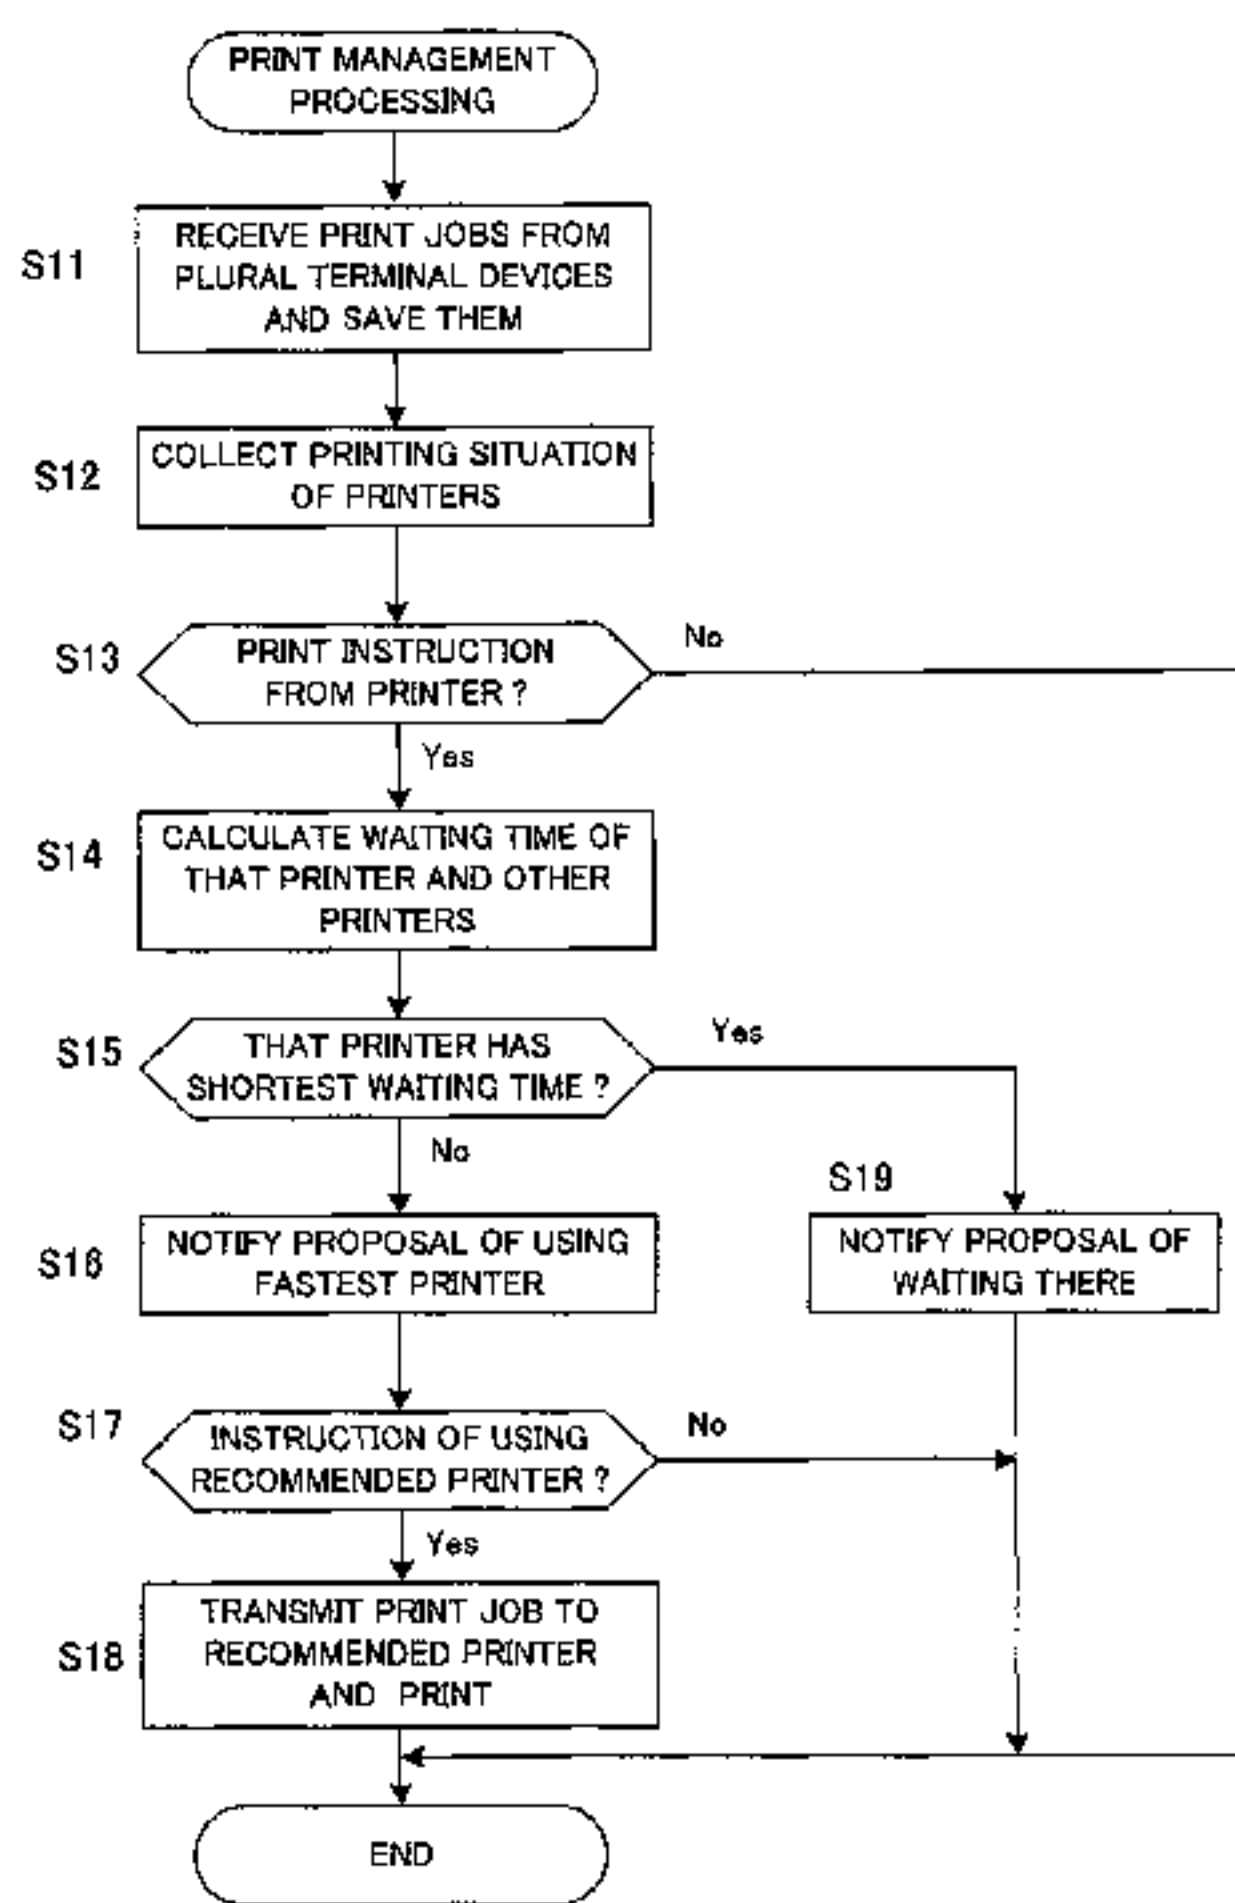 PRINT MANAGEMENT
PROCESSING
S11
RECEIVE PRINT JOBS FROM
PLURAL TERMINAL DEVICES
AND SAVE THEM
S12
COLLECT PRINTING SITUATION
OF PRINTERS
S13
PRINT INSTRUCTION
FROM PRINTER ?
No
Yes
S14
CALCULATE WAITING TIME OF
THAT PRINTER AND OTHER
PRINTERS
S15
THAT PRINTER HAS
SHORTEST WAITING TIME ?
Yes
No
S16
NOTIFY PROPOSAL OF USING
FASTEST PRINTER
S19
NOTIFY PROPOSAL OF
WAITING THERE
S17
INSTRUCTION OF USING
RECOMMENDED PRINTER ?
No
Yes
S18
TRANSMIT PRINT JOB TO
RECOMMENDED PRINTER
AND PRINT
END